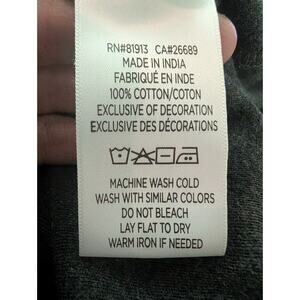 RN#81913 CA#26689
MADE IN INDIA
FABRIQUÉ EN INDE
100% COTTON/COTON
EXCLUSIVE OF DECORATION
EXCLUSIVE DES DÉCORATIONS
MACHINE WASH COLD
WASH WITH SIMILAR COLORS
DO NOT BLEACH
LAY FLAT TO DRY
WARM IRON IF NEEDED